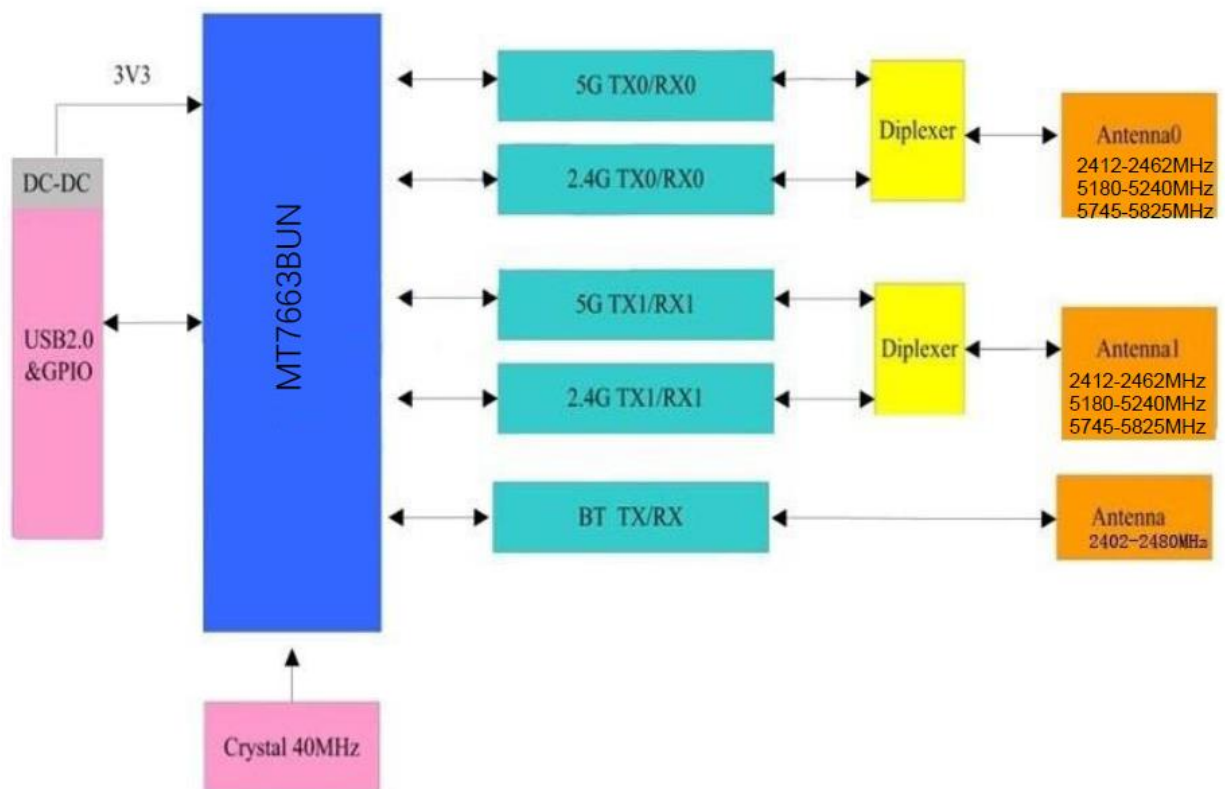 3V3
DC-DC
USB2.0
&GPIO
MT7663BUN
Crystal 40MHz
5G TX0/RX0
2.4G TX0/RX0
Diplexer
Antenna0
2412-2462MHz
5180-5240MHz
5745-5825MHz
5G TX1/RX1
2.4G TX1/RX1
Diplexer
Antenna1
2412-2462MHz
5180-5240MHz
5745-5825MHz
BT TX/RX
Antenna
2402-2480MHa